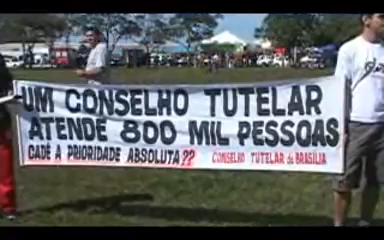 UM CONSELHO TUTELAR
ATENDE 800 MIL PESSOAS
CADÊ A PRIORIDADE ABSOLUTA?? CONSELHO TUTELAR de BRASÍLIA